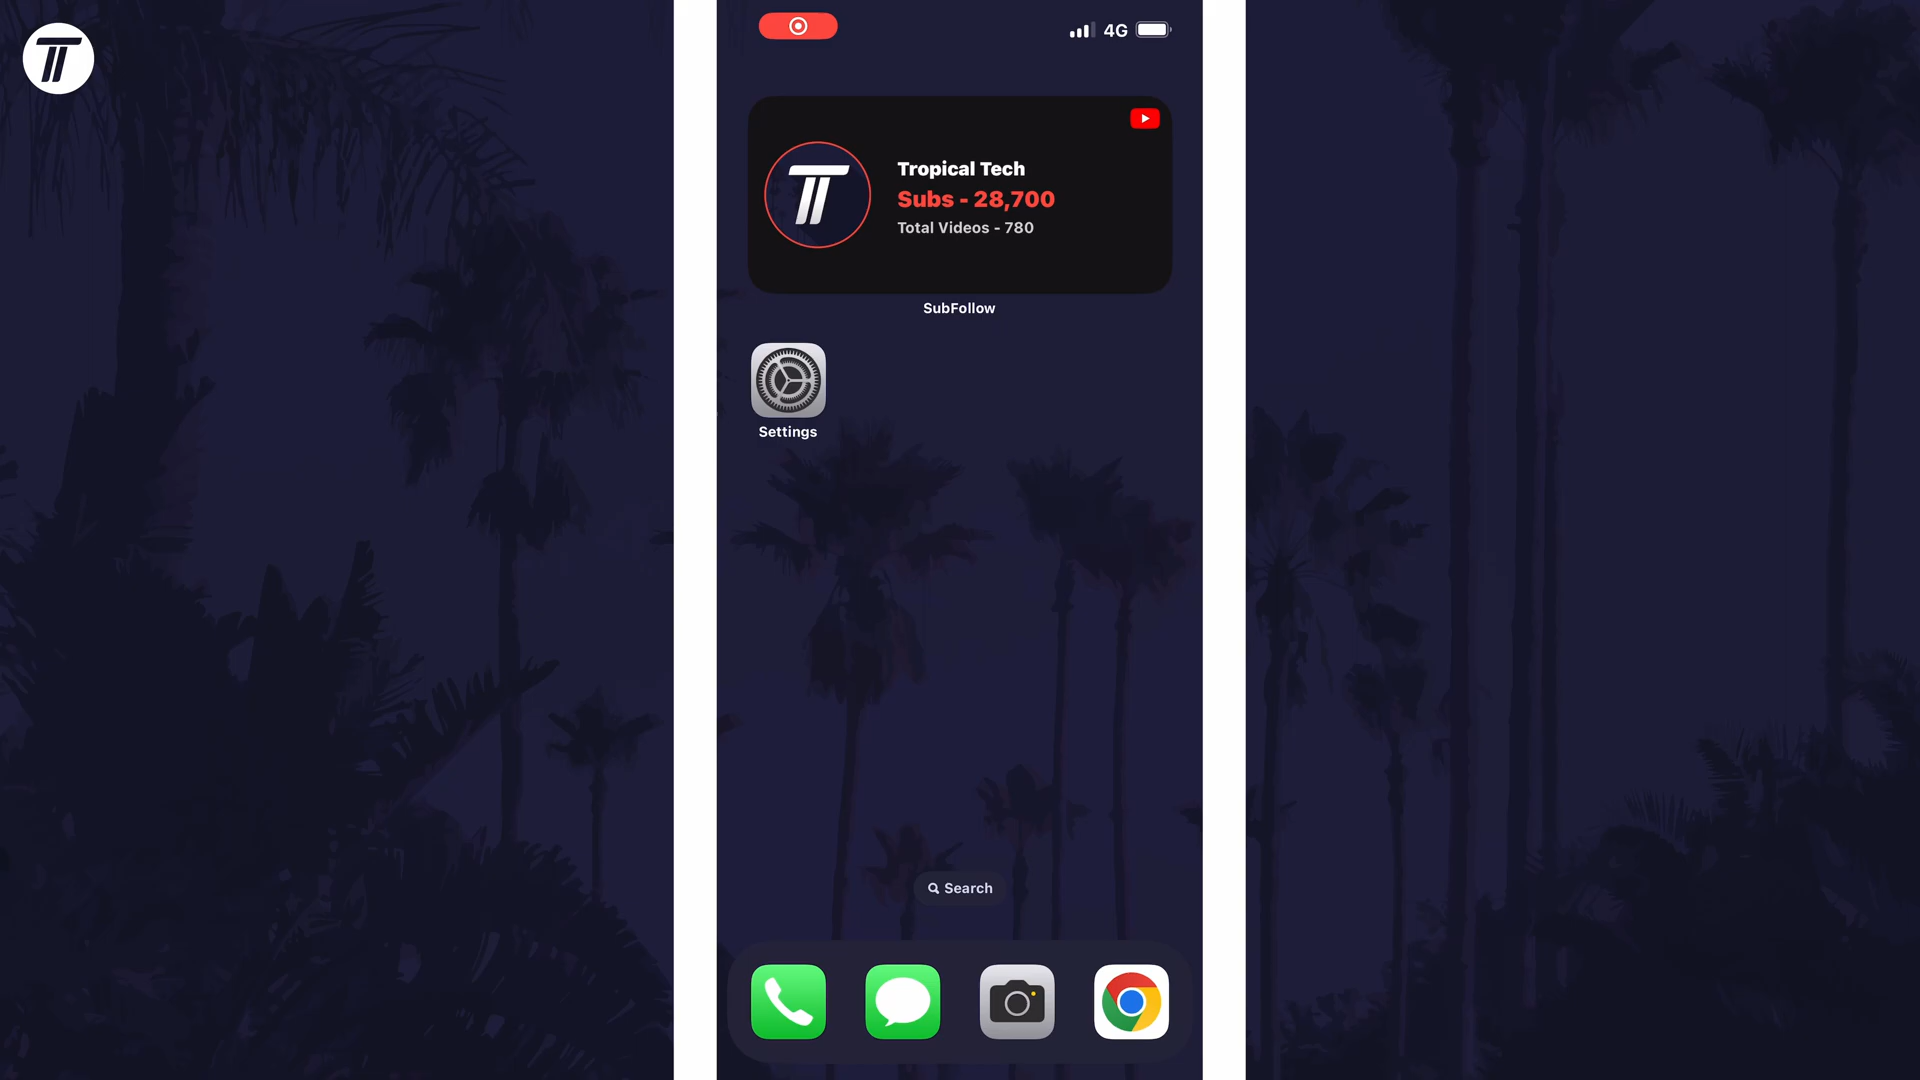 4G
Tropical Tech
Subs - 28,700
Total Videos - 780
SubFollow
Settings
Search